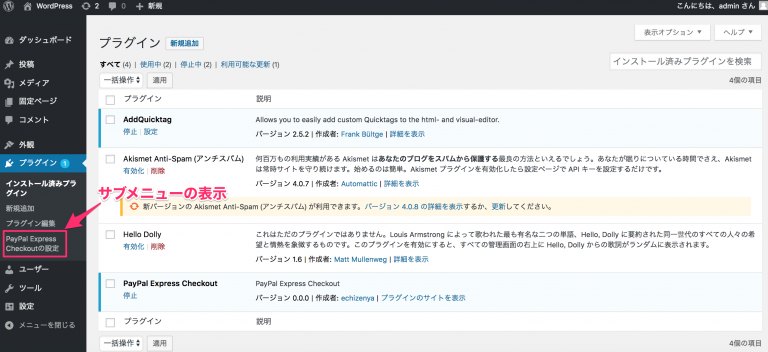 WordPress 2 0 + 新規 こんにちは、admin さん
ダッシュボード
投稿
メディア
固定ページ
コメント
外観
プラグイン 1
インストール済みプラグイン
新規追加
プラグイン編集
PayPal Express
Checkoutの設定
ユーザー
ツール
設定
メニューを閉じる
サブメニューの表示
表示オプション ヘルプ
プラグイン 新規追加
すべて (4) | 使用中 (2) | 停止中 (2) | 利用可能な更新 (1)
インストール済みプラグインを検索
一括操作 適用 4個の項目
プラグイン 説明
AddQuicktag Allows you to easily add custom Quicktags to the html- and visual-editor.
停止 | 設定 バージョン 2.5.2 | 作成者: Frank Bültge | 詳細を表示
Akismet Anti-Spam (アンチスパム) 何百万もの利用実績がある Akismet はあなたのブログをスパムから保護する最良の方法といえるでしょう。あなたが眠りについている時間でさえ、Akismet
有効化 | 削除 は常時サイトを守り続けます。始めるのは簡単。Akismet プラグインを有効化したら設定ページで API キーを設定するだけです。
バージョン 4.0.7 | 作成者: Automattic | 詳細を表示
新バージョンの Akismet Anti-Spam (アンチスパム) が利用できます。バージョン 4.0.8 の詳細を表示するか、更新してください。
Hello Dolly これはただのプラグインではありません。Louis Armstrong によって歌われた最も有名な二つの単語、Hello, Dolly に要約された同一世代のすべての人々の希
有効化 | 削除 望と情熱を象徴するものです。このプラグインを有効にすると、すべての管理画面の右上に Hello, Dolly からの歌詞がランダムに表示されます。
バージョン 1.6 | 作成者: Matt Mullenweg | 詳細を表示
PayPal Express Checkout PayPal Express Checkout
停止 バージョン 0.0.0 | 作成者: echizenya | プラグインのサイトを表示
プラグイン 説明
一括操作 適用 4個の項目